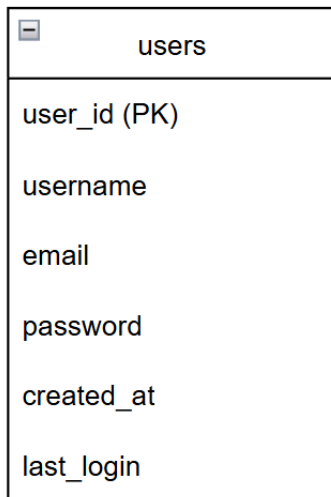 users
user_id (PK)
username
email
password
created_at
last_login